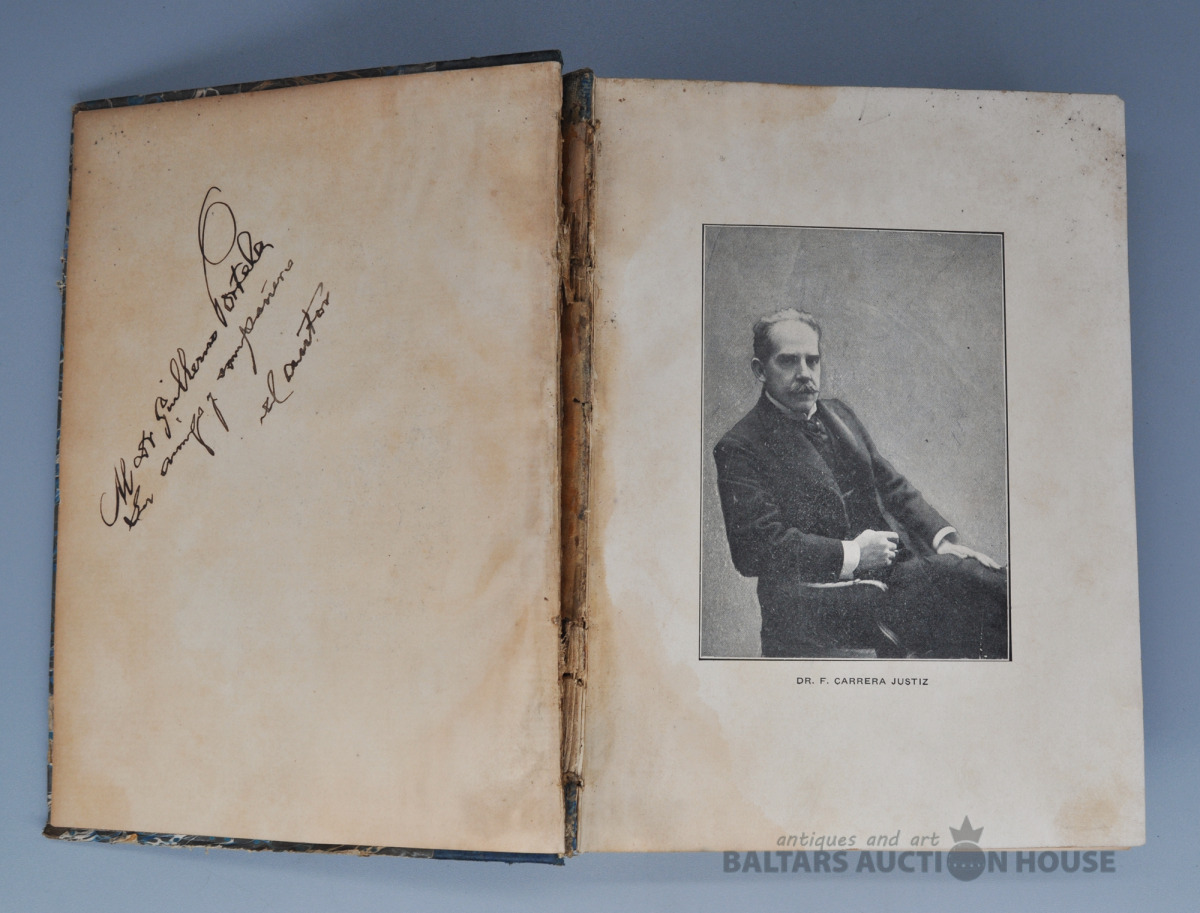 Al Dr Guillermo Portela
Su amigo y compañero
el autor
DR. F. CARRERA JUSTIZ
antiques and art
BALTARS AUCTION HOUSE